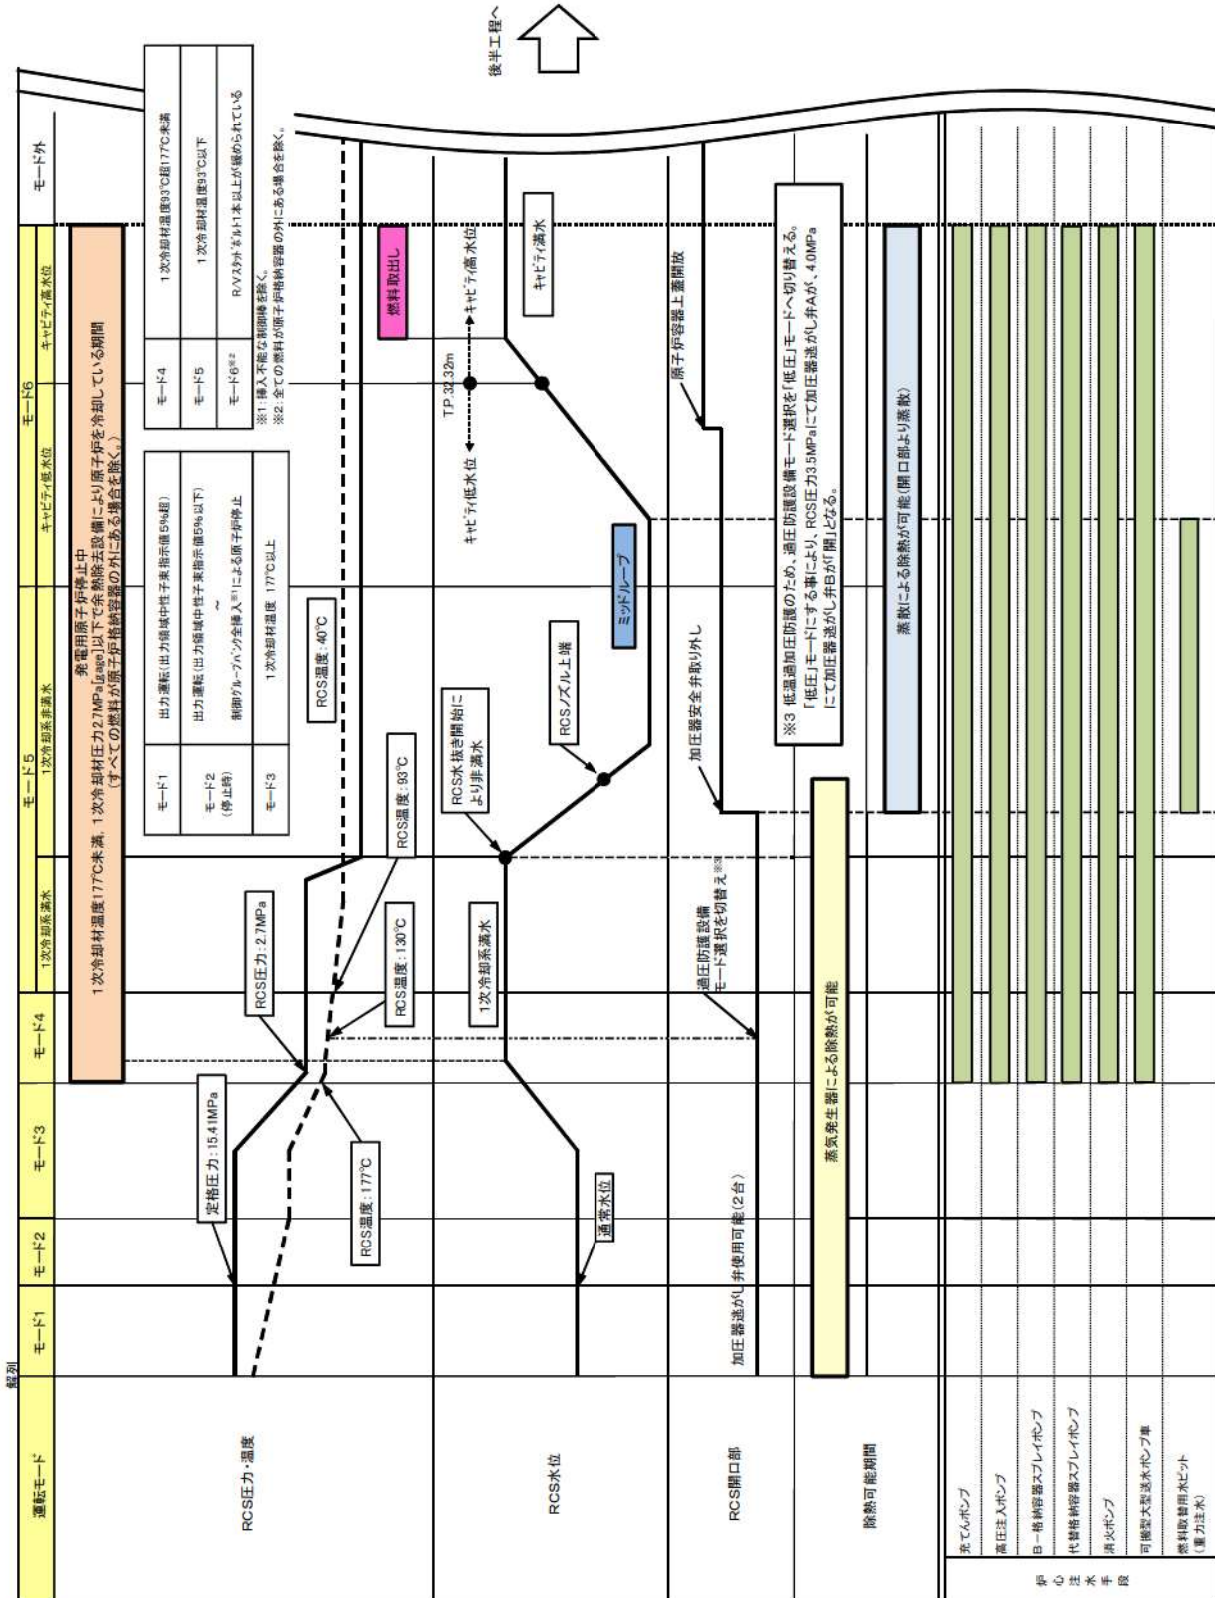 解列
運転モード
モード1
モード2
モード3
モード4
モード5
モード6
モード外
1次冷却系満水
1次冷却系非満水
キャビティ低水位
キャビティ高水位
発電用原子炉停止中
1次冷却材温度177℃未満、1次冷却材圧力2.7MPa[gage]以下で余熱除去設備により原子炉を冷却している期間
(すべての燃料が原子炉格納容器の外にある場合を除く。)
モード1
出力運転(出力領域中性子束指示値5%超)
モード2
(停止時)
出力運転(出力領域中性子束指示値5%以下)
~
制御グループバンク全挿入※1による原子炉停止
モード3
1次冷却材温度 177℃以上
モード4
1次冷却材温度93℃超177℃未満
モード5
1次冷却材温度93℃以下
モード6※2
R/Vスタッドボルト1本以上が緩められている
※1:挿入不能な制御棒を除く。
※2:全ての燃料が原子炉格納容器の外にある場合を除く。
後半工程へ
RCS圧力・温度
定格圧力:15.41MPa
RCS圧力:2.7MPa
RCS温度:177℃
RCS温度:130℃
RCS温度:93℃
RCS温度:40℃
燃料取出し
RCS水位
通常水位
1次冷却系満水
RCS水抜き開始に
より非満水
RCSノズル上端
ミッドループ
T.P.32.32m
キャビティ低水位
キャビティ高水位
キャビティ満水
RCS開口部
加圧器逃がし弁使用可能(2台)
過圧防護設備
モード選択を切替え※3
加圧器安全弁取り外し
原子炉容器上蓋開放
※3 低温過加圧防護のため、過圧防護設備モード選択を「低圧」モードへ切り替える。
「低圧」モードにする事により、RCS圧力3.5MPaにて加圧器逃がし弁Aが、4.0MPa
にて加圧器逃がし弁Bが「開」となる。
除熱可能期間
蒸気発生器による除熱が可能
蒸散による除熱が可能(開口部より蒸散)
炉心注水手段
充てんポンプ
高圧注入ポンプ
B-格納容器スプレイポンプ
代替格納容器スプレイポンプ
消火ポンプ
可搬型大型送水ポンプ車
燃料取替用水ピット
(重力注水)